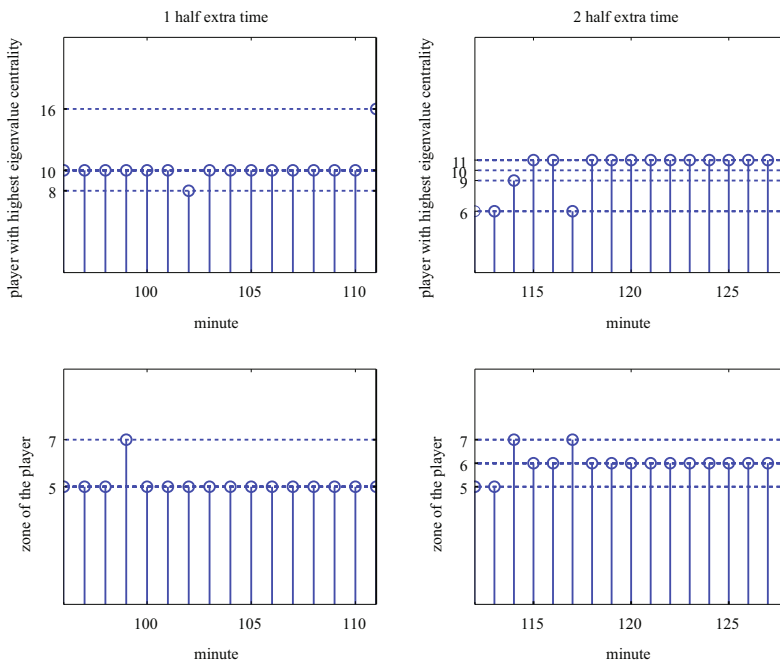 1 half extra time
player with highest eigenvalue centrality
16
10
8
100
105
110
minute
2 half extra time
player with highest eigenvalue centrality
11
10
9
6
115
120
125
minute
zone of the player
7
5
100
105
110
minute
zone of the player
7
6
5
115
120
125
minute